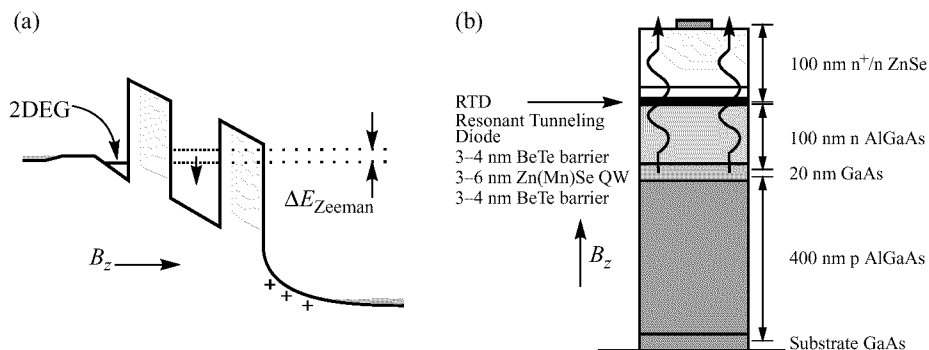 (a)
2DEG
ΔE_Zeeman
B_z
+ + +
(b)
100 nm n⁺/n ZnSe
RTD
Resonant Tunneling
Diode
3–4 nm BeTe barrier
3–6 nm Zn(Mn)Se QW
3–4 nm BeTe barrier
B_z
100 nm n AlGaAs
20 nm GaAs
400 nm p AlGaAs
Substrate GaAs